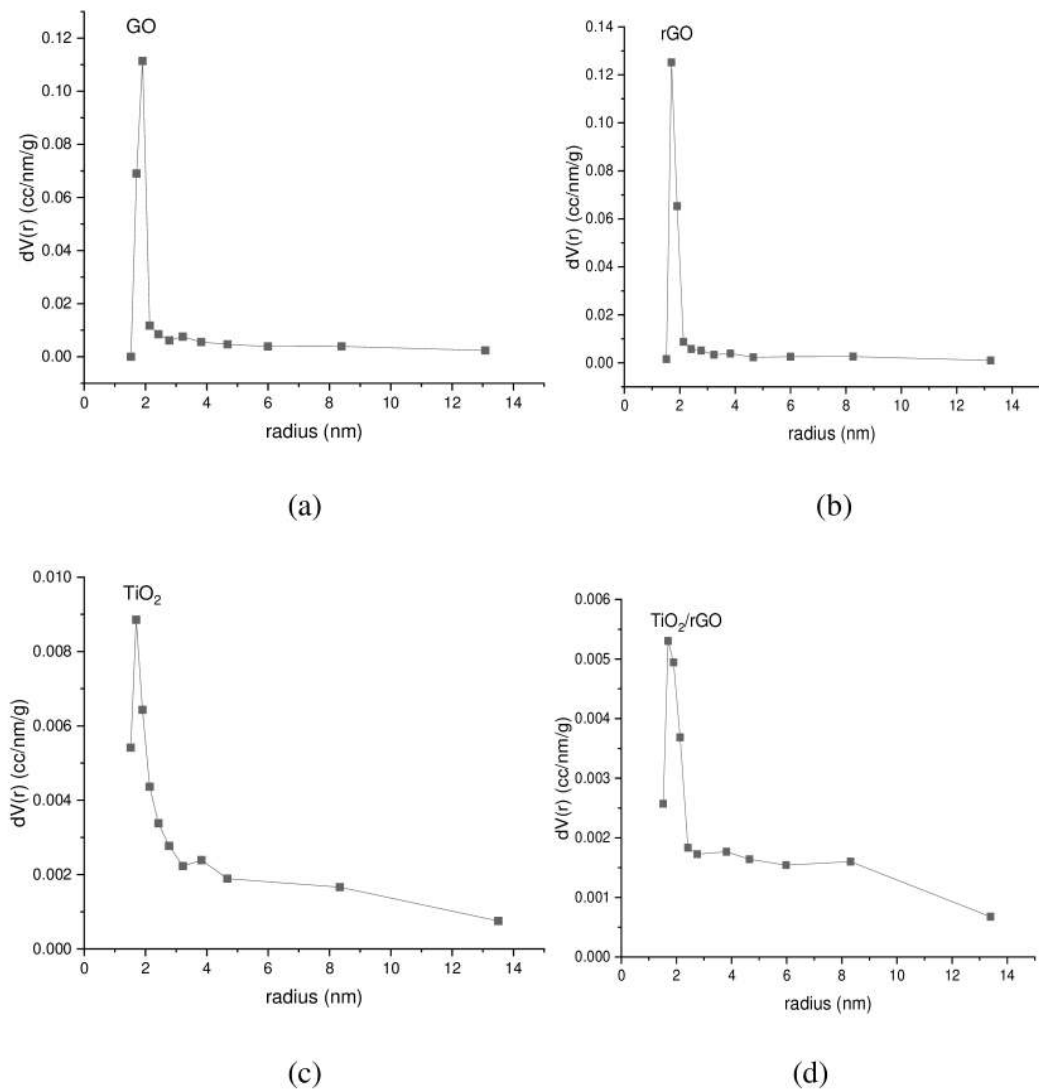 GO
0.12
0.10
0.08
0.06
0.04
0.02
0.00
dV(r) (cc/nm/g)
0 2 4 6 8 10 12 14
radius (nm)
(a)
rGO
0.14
0.12
0.10
0.08
0.06
0.04
0.02
0.00
dV(r) (cc/nm/g)
0 2 4 6 8 10 12 14
radius (nm)
(b)
TiO₂
0.010
0.008
0.006
0.004
0.002
0.000
dV(r) (cc/nm/g)
0 2 4 6 8 10 12 14
radius (nm)
(c)
TiO₂/rGO
0.006
0.005
0.004
0.003
0.002
0.001
0.000
dV(r) (cc/nm/g)
0 2 4 6 8 10 12 14
radius (nm)
(d)